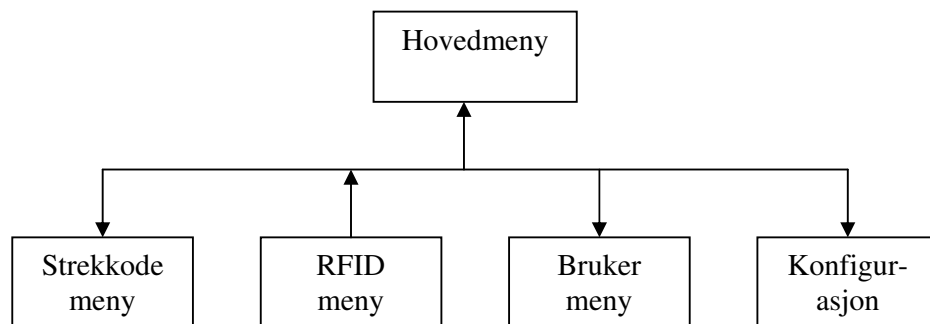 Hovedmeny
Strekkode
meny
RFID
meny
Bruker
meny
Konfigur-
asjon